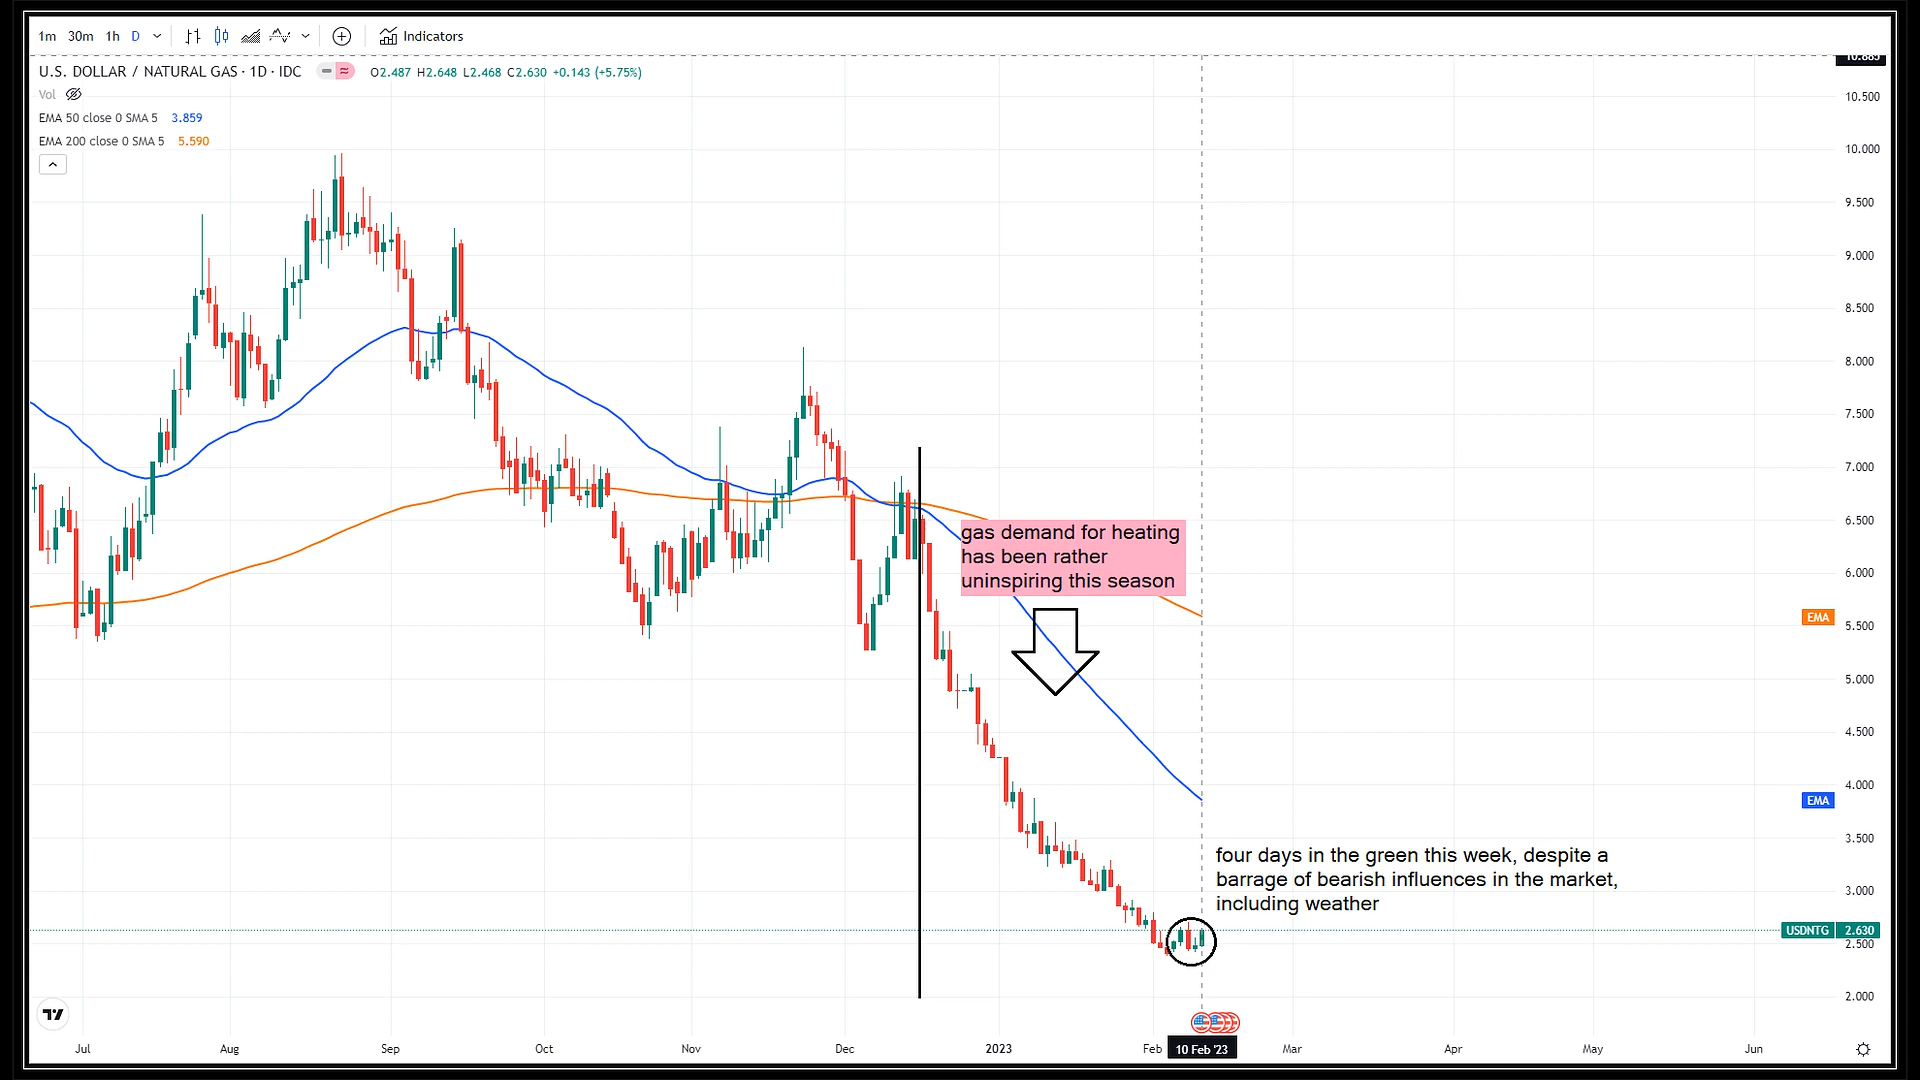 1m 30m 1h D Indicators
U.S. DOLLAR / NATURAL GAS · 1D · IDC O2.487 H2.648 L2.468 C2.630 +0.143 (+5.75%)
Vol
EMA 50 close 0 SMA 5 3.859
EMA 200 close 0 SMA 5 5.590
10.885
10.500
10.000
9.500
9.000
8.500
8.000
7.500
7.000
6.500
6.000
5.500
5.000
4.500
4.000
3.500
3.000
2.500
2.000
gas demand for heating
has been rather
uninspiring this season
EMA
EMA
four days in the green this week, despite a
barrage of bearish influences in the market,
including weather
USDNTG 2.630
Jul Aug Sep Oct Nov Dec 2023 Feb 10 Feb '23 Mar Apr May Jun